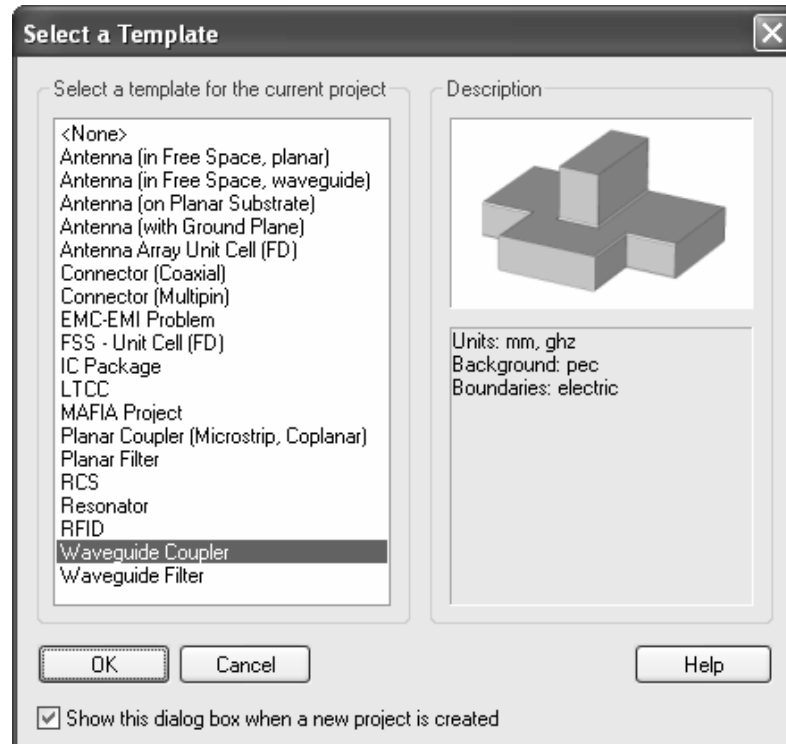 Select a Template
Select a template for the current project
<None>
Antenna (in Free Space, planar)
Antenna (in Free Space, waveguide)
Antenna (on Planar Substrate)
Antenna (with Ground Plane)
Antenna Array Unit Cell (FD)
Connector (Coaxial)
Connector (Multipin)
EMC-EMI Problem
FSS - Unit Cell (FD)
IC Package
LTCC
MAFIA Project
Planar Coupler (Microstrip, Coplanar)
Planar Filter
RCS
Resonator
RFID
Waveguide Coupler
Waveguide Filter
Description
Units: mm, ghz
Background: pec
Boundaries: electric
OK
Cancel
Help
Show this dialog box when a new project is created